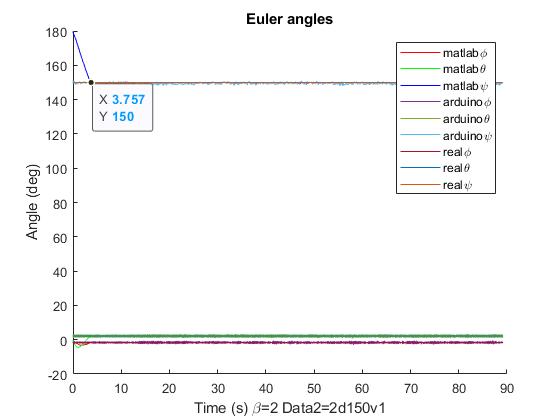 Euler angles
180
160
140
120
100
80
60
40
20
0
-20
Angle (deg)
X 3.757
Y 150
matlab ϕ
matlab θ
matlab ψ
arduino ϕ
arduino θ
arduino ψ
real ϕ
real θ
real ψ
0 10 20 30 40 50 60 70 80 90
Time (s) β=2 Data2=2d150v1